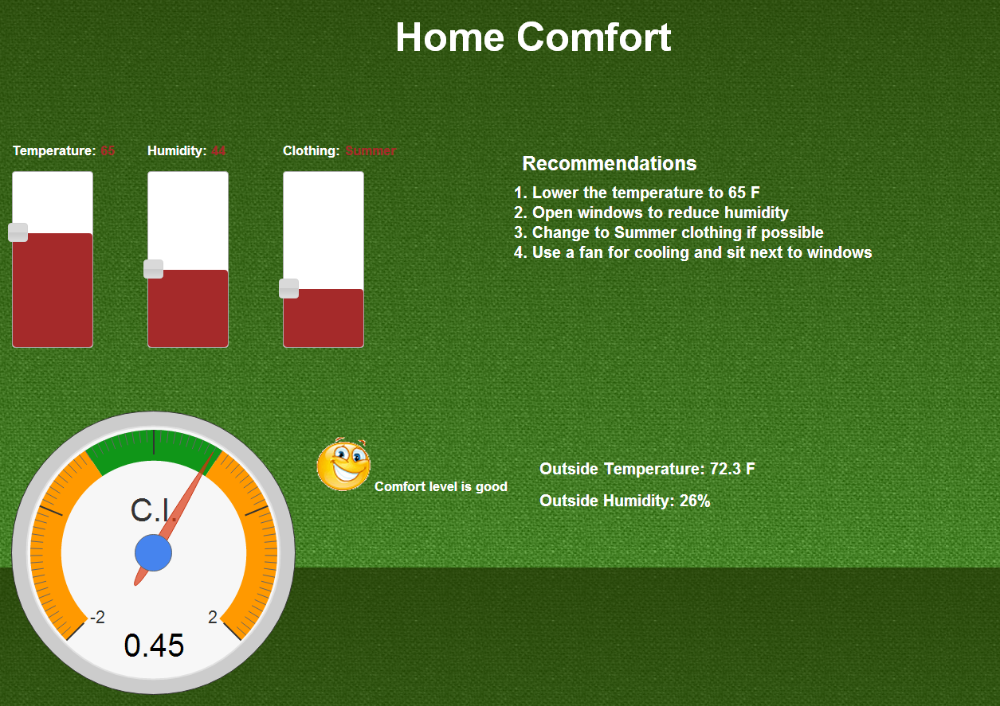 Home Comfort
Temperature: 65
Humidity: 44
Clothing: Summer
Recommendations
1. Lower the temperature to 65 F
2. Open windows to reduce humidity
3. Change to Summer clothing if possible
4. Use a fan for cooling and sit next to windows
C.I.
-2
2
0.45
Comfort level is good
Outside Temperature: 72.3 F
Outside Humidity: 26%